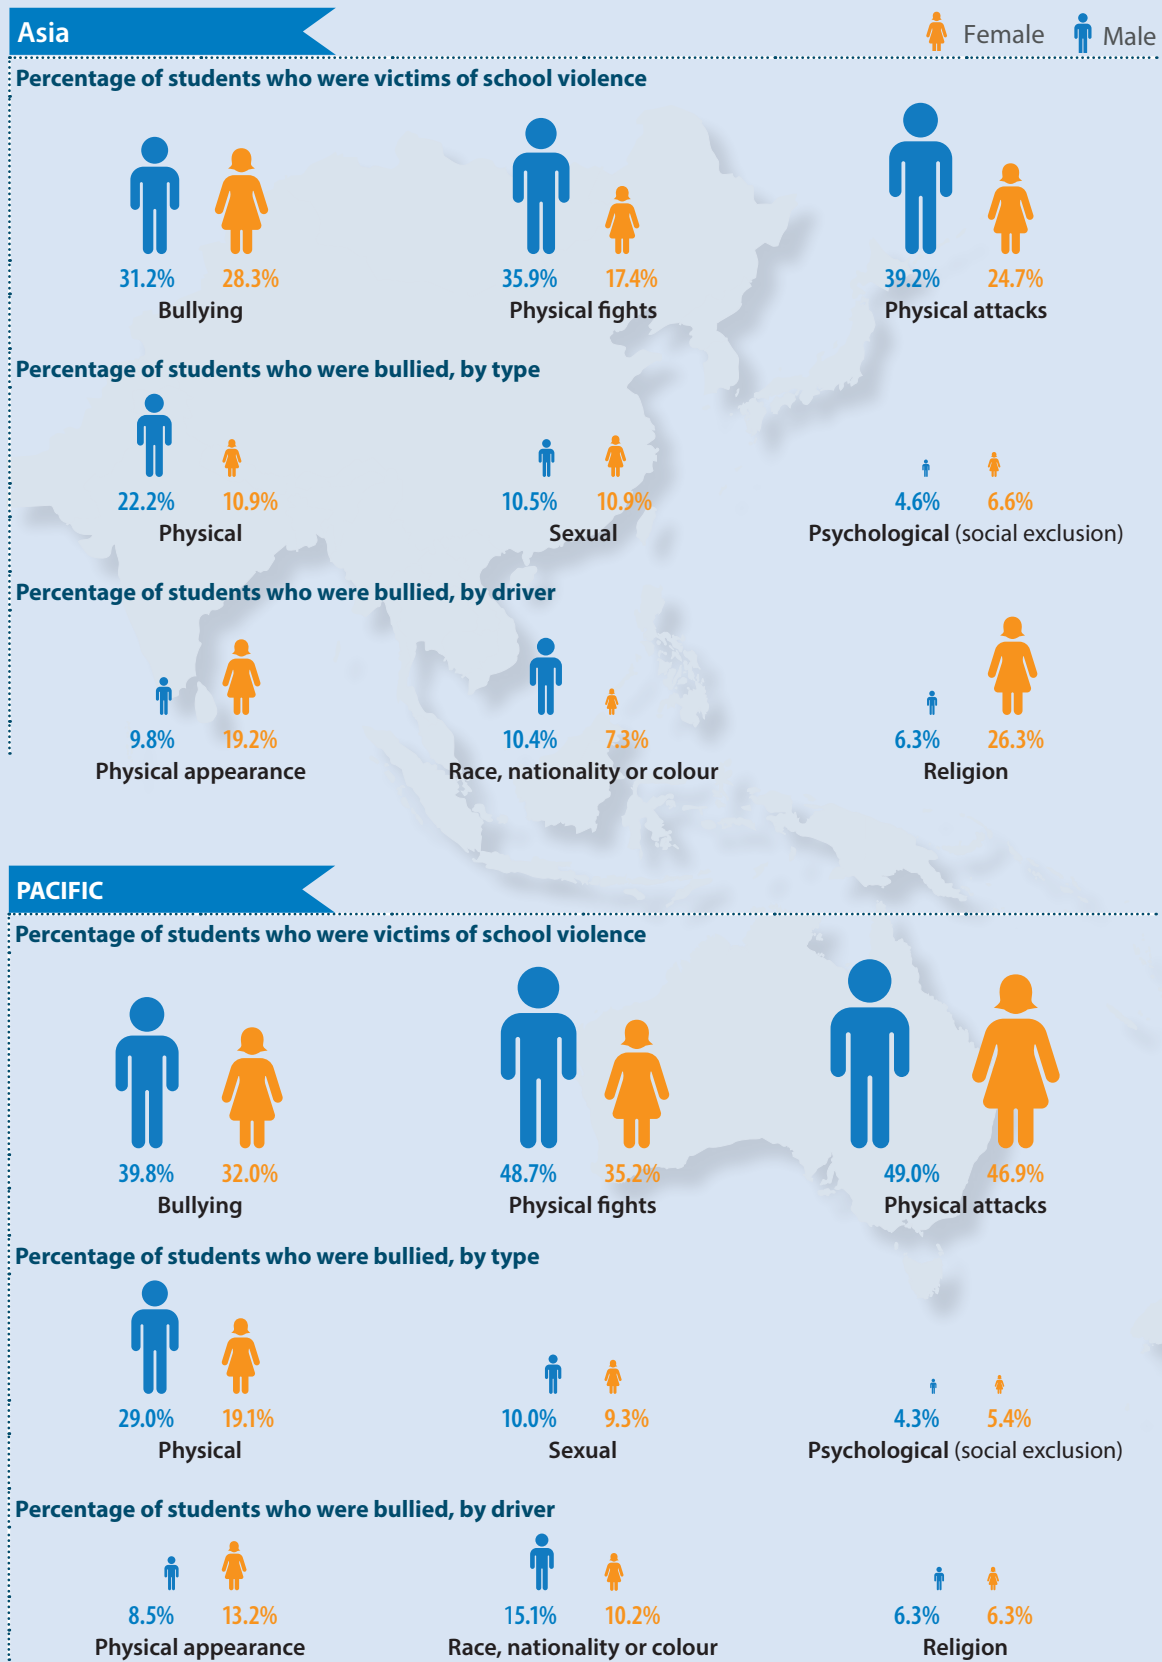 Asia
Female Male
Percentage of students who were victims of school violence
31.2% 28.3% 35.9% 17.4% 39.2% 24.7%
Bullying Physical fights Physical attacks
Percentage of students who were bullied, by type
22.2% 10.9% 10.5% 10.9% 4.6% 6.6%
Physical Sexual Psychological (social exclusion)
Percentage of students who were bullied, by driver
9.8% 19.2% 10.4% 7.3% 6.3% 26.3%
Physical appearance Race, nationality or colour Religion
PACIFIC
Percentage of students who were victims of school violence
39.8% 32.0% 48.7% 35.2% 49.0% 46.9%
Bullying Physical fights Physical attacks
Percentage of students who were bullied, by type
29.0% 19.1% 10.0% 9.3% 4.3% 5.4%
Physical Sexual Psychological (social exclusion)
Percentage of students who were bullied, by driver
8.5% 13.2% 15.1% 10.2% 6.3% 6.3%
Physical appearance Race, nationality or colour Religion